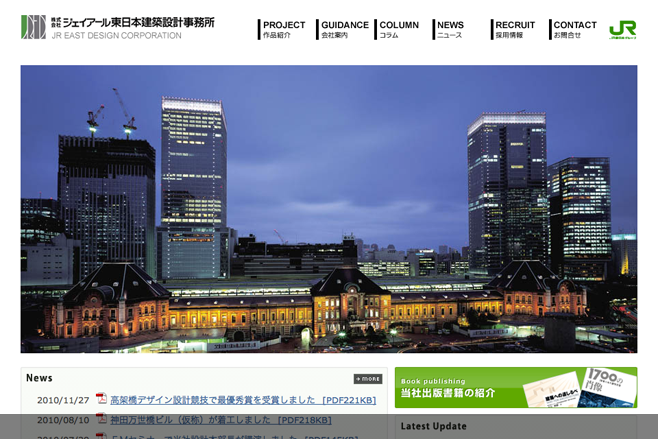 JRED 株式会社 ジェイアール東日本建築設計事務所
JR EAST DESIGN CORPORATION
PROJECT
作品紹介
GUIDANCE
会社案内
COLUMN
コラム
NEWS
ニュース
RECRUIT
採用情報
CONTACT
お問合せ
JR
News
+ MORE
2010/11/27 高架橋デザイン設計競技で最優秀賞を受賞しました [PDF221KB]
2010/08/10 神田万世橋ビル（仮称）が着工しました [PDF218KB]
Book publishing
当社出版書籍の紹介
1700の
肖像
Latest Update